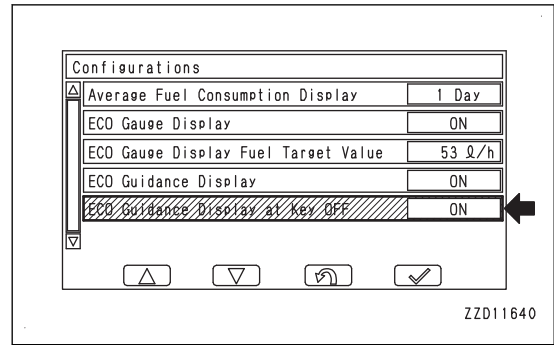 Configurations
Average Fuel Consumption Display 1 Day
ECO Gauge Display ON
ECO Gauge Display Fuel Target Value 53 ℓ/h
ECO Guidance Display ON
ECO Guidance Display at Key OFF ON
ZZD11640